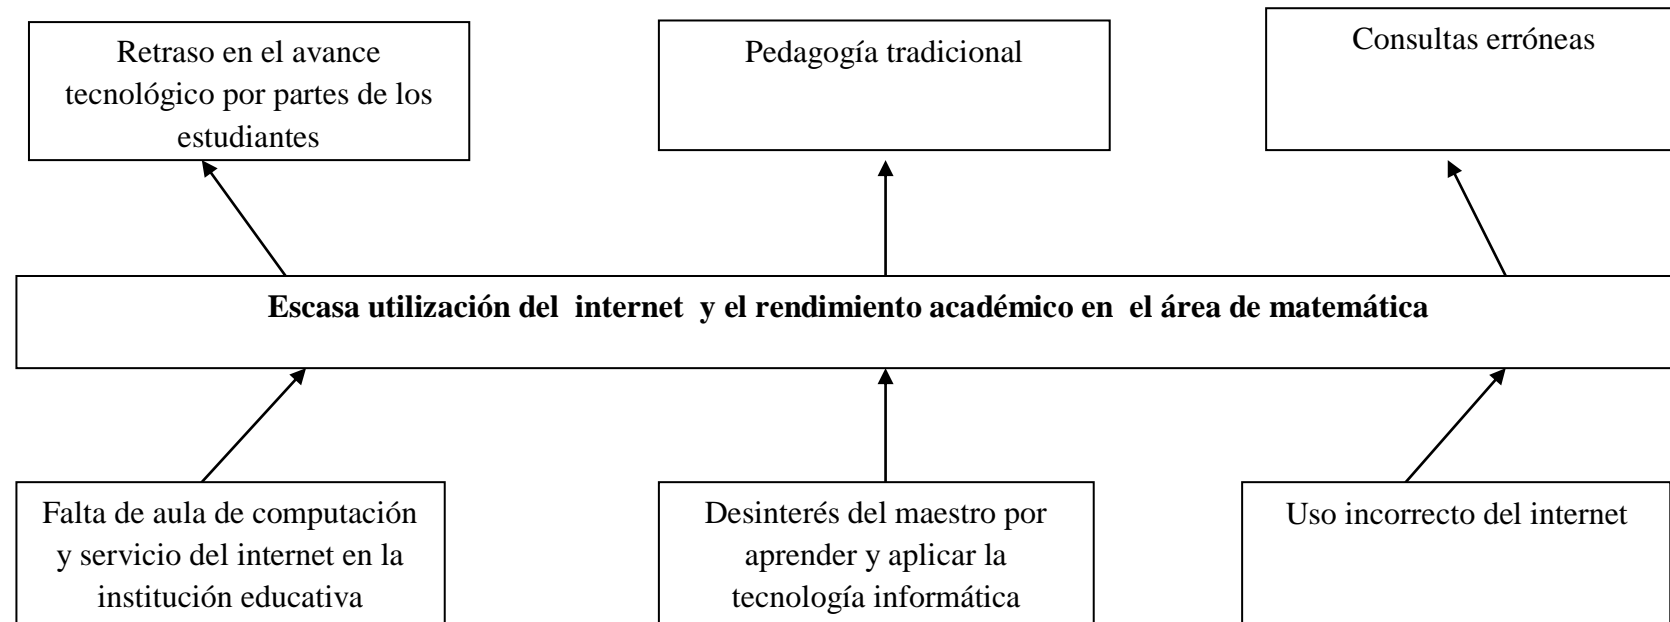 Retraso en el avance
tecnológico por partes de los
estudiantes
Pedagogía tradicional
Consultas erróneas
Escasa utilización del  internet  y el rendimiento académico en  el área de matemática
Falta de aula de computación
y servicio del internet en la
institución educativa
Desinterés del maestro por
aprender y aplicar la
tecnología informática
Uso incorrecto del internet